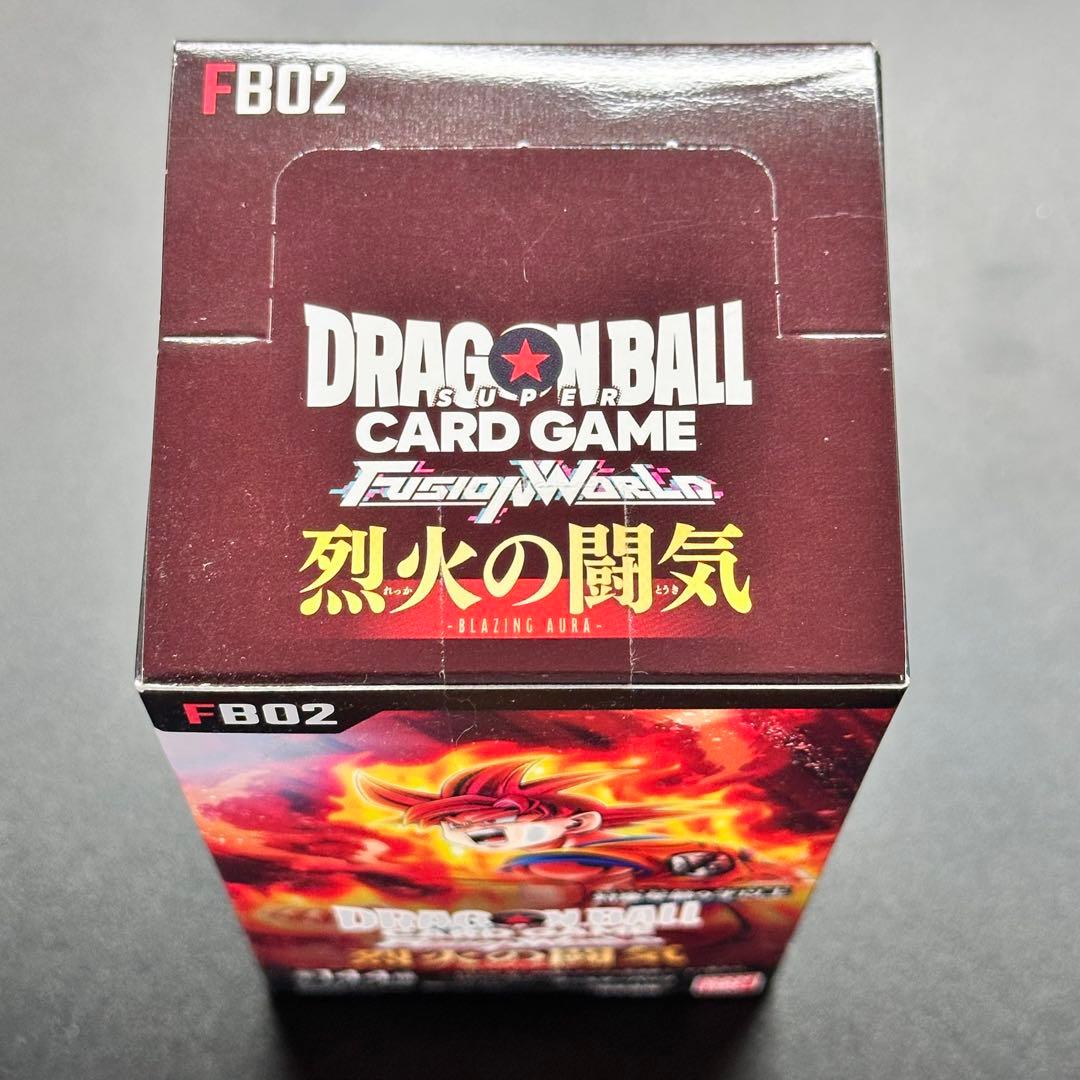 FB02
DRAGON BALL
SUPER
CARD GAME
FUSION WORLD
烈火の闘気
れっか とうき
-BLAZING AURA-
FB02
DRAGON BALL
CARD GAME
烈火の闘気